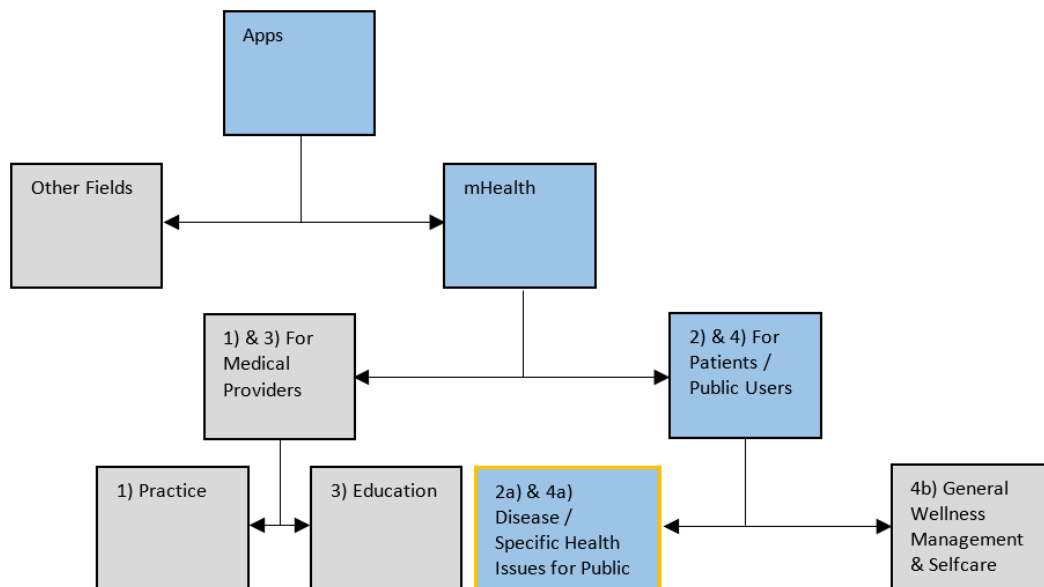 Apps
Other Fields
mHealth
1) & 3) For
Medical
Providers
2) & 4) For
Patients /
Public Users
1) Practice
3) Education
2a) & 4a)
Disease /
Specific Health
Issues for Public
4b) General
Wellness
Management
& Selfcare